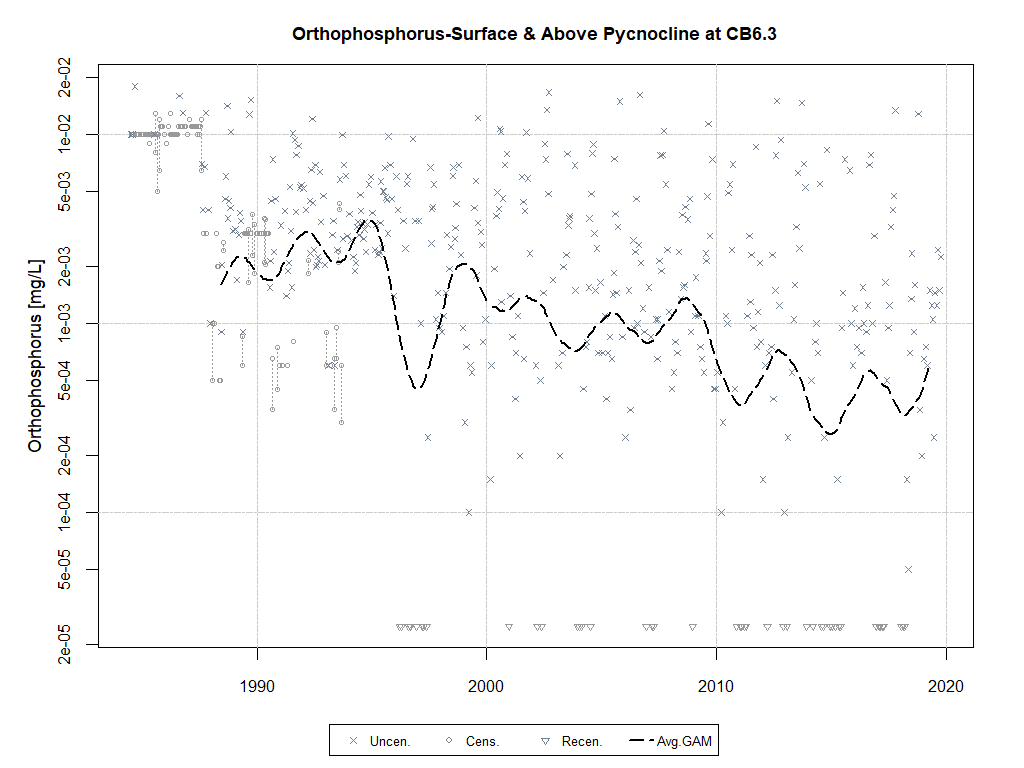 Orthophosphorus-Surface & Above Pycnocline at CB6.3
Orthophosphorus [mg/L]
2e-02
1e-02
5e-03
2e-03
1e-03
5e-04
2e-04
1e-04
5e-05
2e-05
1990 2000 2010 2020
Uncen. Cens. Recen. Avg.GAM